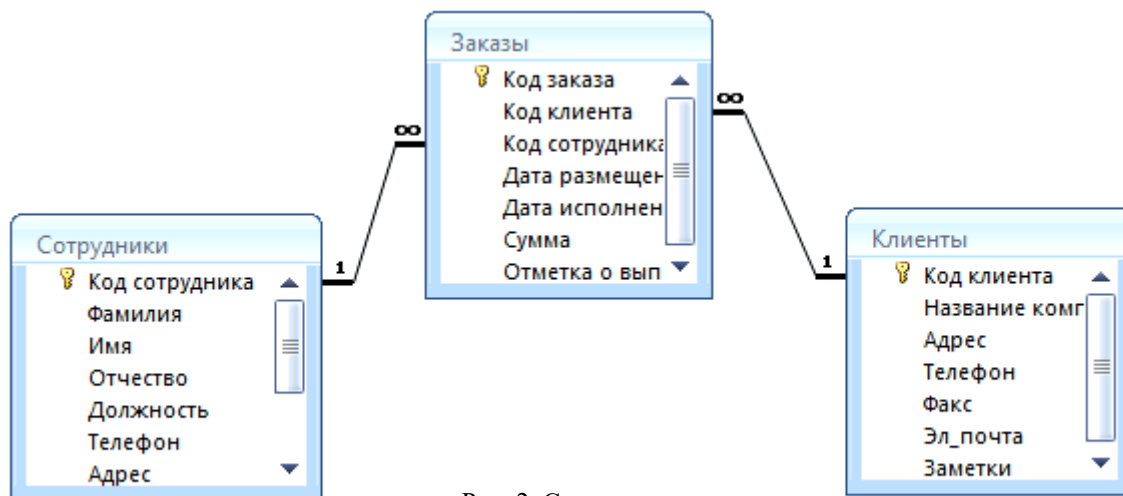 Заказы
Код заказа
Код клиента
Код сотрудника
Дата размещен
Дата исполнен
Сумма
Отметка о вып
∞
∞
1
1
Сотрудники
Код сотрудника
Фамилия
Имя
Отчество
Должность
Телефон
Адрес
Клиенты
Код клиента
Название комп
Адрес
Телефон
Факс
Эл_почта
Заметки